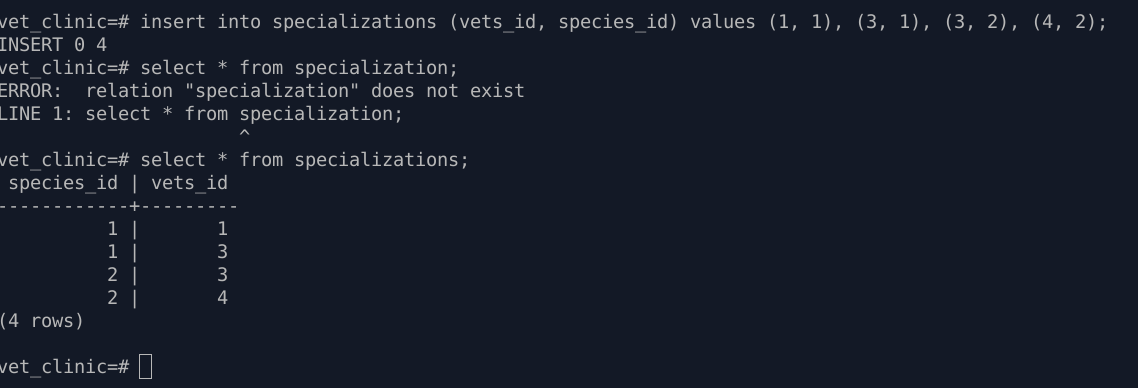 vet_clinic=# insert into specializations (vets_id, species_id) values (1, 1), (3, 1), (3, 2), (4, 2);
INSERT 0 4
vet_clinic=# select * from specialization;
ERROR:  relation "specialization" does not exist
LINE 1: select * from specialization;
                      ^
vet_clinic=# select * from specializations;
 species_id | vets_id
------------+---------
          1 |       1
          1 |       3
          2 |       3
          2 |       4
(4 rows)
vet_clinic=#